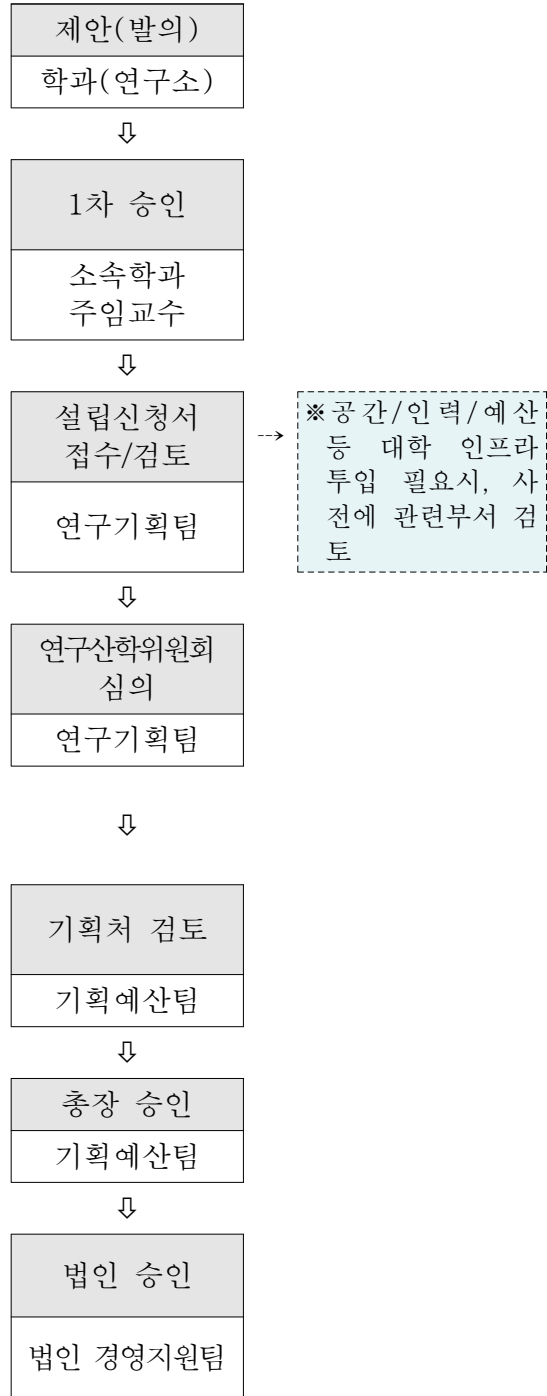 제안(발의)
학과(연구소)
⇩
1차 승인
소속학과
주임교수
⇩
설립신청서
접수/검토
연구기획팀
⇢
※공간/인력/예산
등 대학 인프라
투입 필요시, 사
전에 관련부서 검
토
⇩
연구산학위원회
심의
연구기획팀
⇩
기획처 검토
기획예산팀
⇩
총장 승인
기획예산팀
⇩
법인 승인
법인 경영지원팀